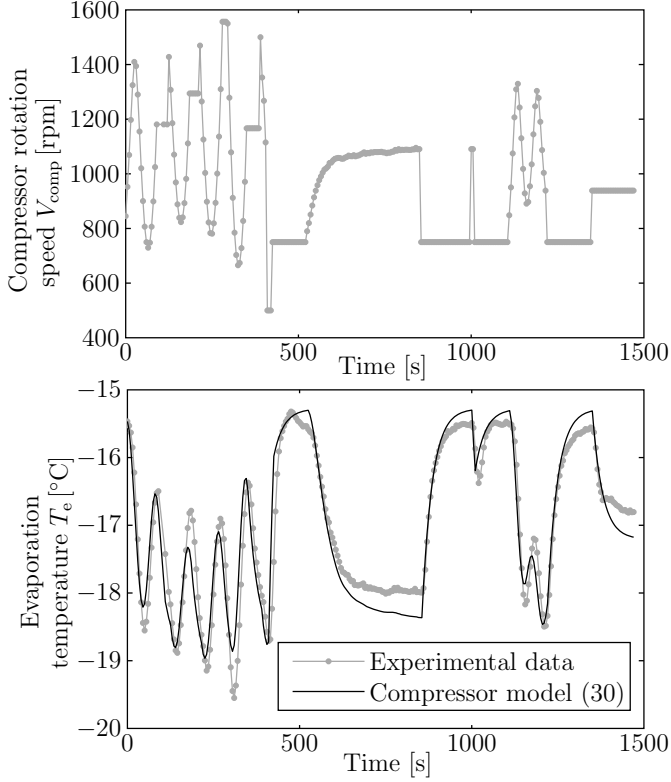 1600
1400
1200
1000
800
600
400
Compressor rotation
speed V_comp [rpm]
0
500
1000
1500
Time [s]
−15
−16
−17
−18
−19
−20
Evaporation
temperature T_e [°C]
Experimental data
Compressor model (30)
0
500
1000
1500
Time [s]